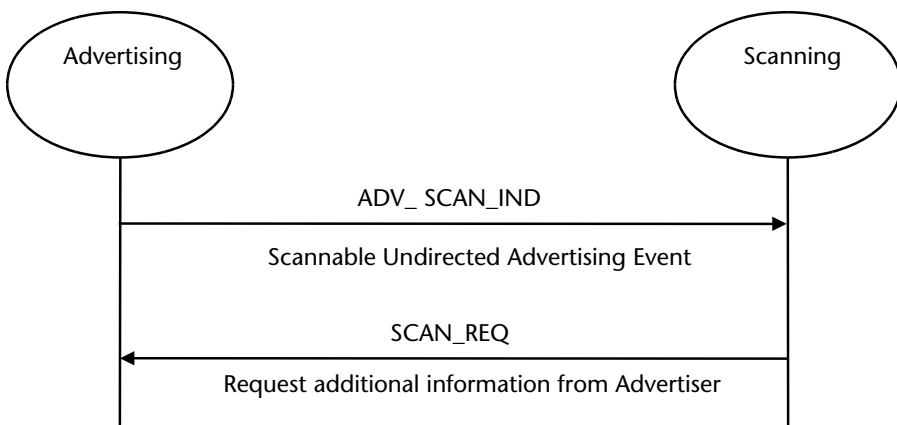 Advertising
Scanning
ADV_ SCAN_IND
Scannable Undirected Advertising Event
SCAN_REQ
Request additional information from Advertiser